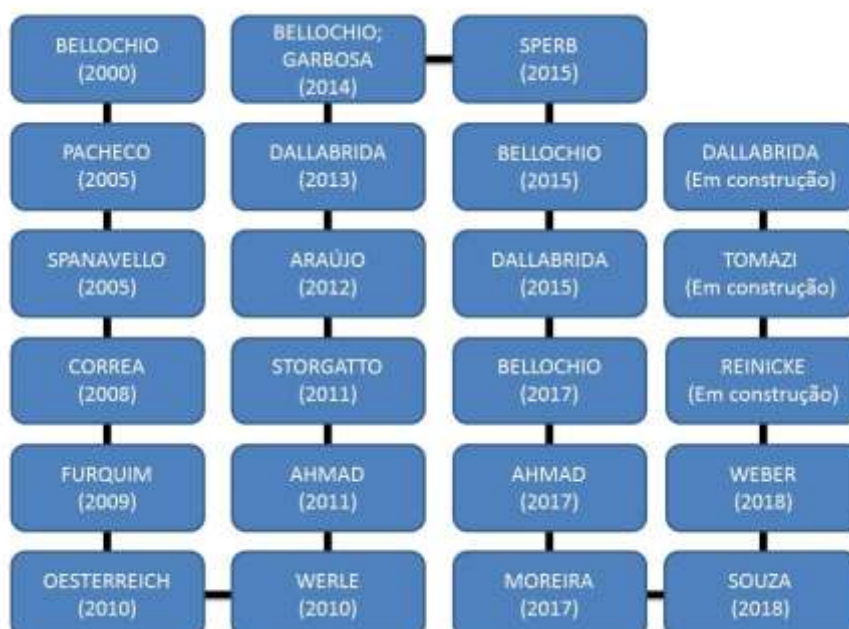 BELLOCHIO
(2000)
PACHECO
(2005)
SPANAVELLO
(2005)
CORREA
(2008)
FURQUIM
(2009)
OESTERREICH
(2010)
WERLE
(2010)
AHMAD
(2011)
STORGATTO
(2011)
ARAÚJO
(2012)
DALLABRIDA
(2013)
BELLOCHIO;
GARBOSA
(2014)
SPERB
(2015)
BELLOCHIO
(2015)
DALLABRIDA
(2015)
BELLOCHIO
(2017)
AHMAD
(2017)
MOREIRA
(2017)
SOUZA
(2018)
WEBER
(2018)
REINICKE
(Em construção)
TOMAZI
(Em construção)
DALLABRIDA
(Em construção)